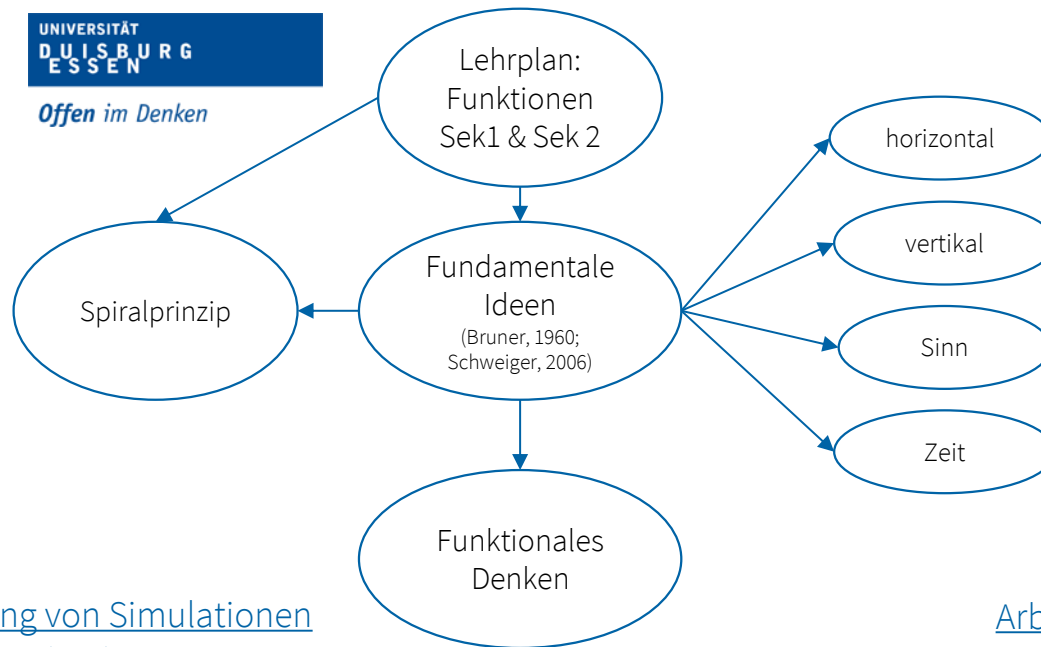 UNIVERSITÄT
DUISBURG
ESSEN
Offen im Denken
Lehrplan:
Funktionen
Sek1 & Sek 2
horizontal
vertikal
Spiralprinzip
Fundamentale
Ideen
(Bruner, 1960;
Schweiger, 2006)
Sinn
Zeit
Funktionales
Denken
ng von Simulationen
Arb